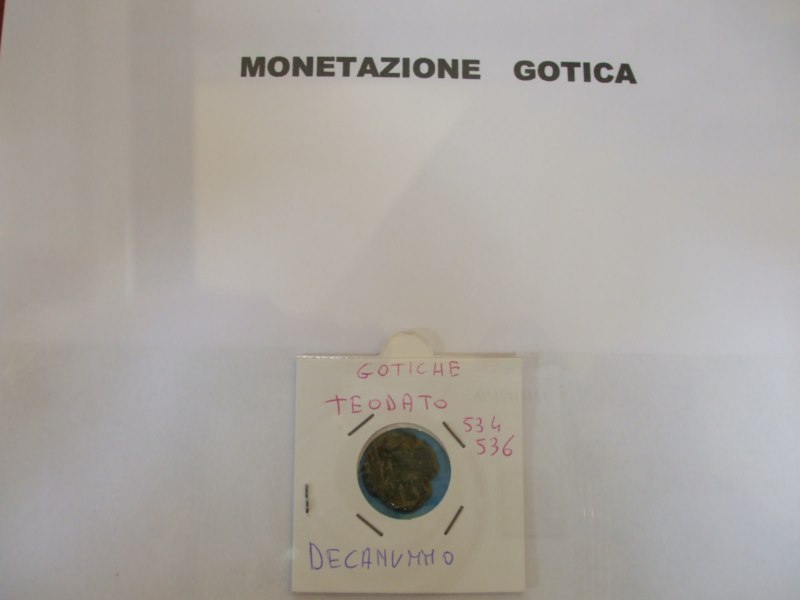 MONETAZIONE GOTICA
GOTICHE
TEODATO
534
536
DECANUMMO